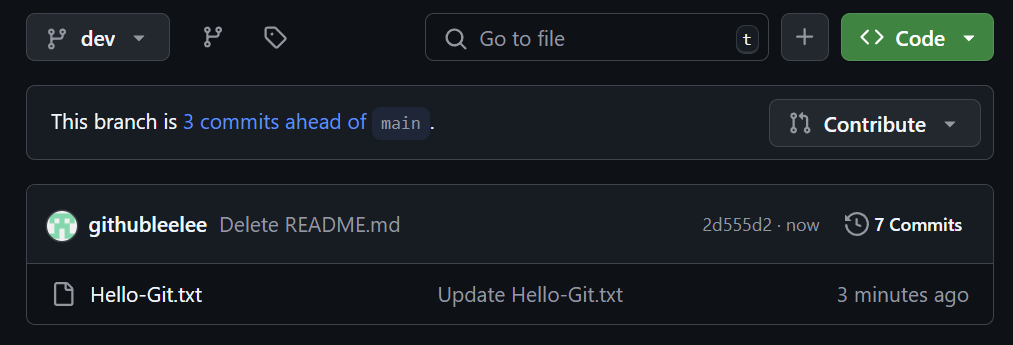 dev Go to file t Code
This branch is 3 commits ahead of main. Contribute
githubleelee Delete README.md 2d555d2 · now 7 Commits
Hello-Git.txt Update Hello-Git.txt 3 minutes ago